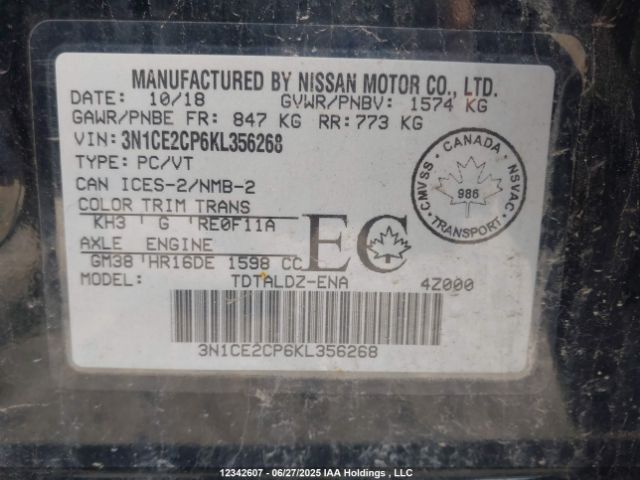 MANUFACTURED BY NISSAN MOTOR CO., LTD.
DATE: 10/18 GVWR/PNBV: 1574 KG
GAWR/PNBE FR: 847 KG RR:773 KG
VIN: 3N1CE2CP6KL356268
TYPE: PC/VT
CAN ICES-2/NMB-2
COLOR TRIM TRANS
KH3 G RE0F11A
AXLE ENGINE
GM38 HR16DE 1598 CC
EC
CANADA
CMVSS NSVAC
986
TRANSPORT
MODEL: TDTALDZ-ENA 4Z000
3N1CE2CP6KL356268
12342607 - 06/27/2025 IAA Holdings , LLC